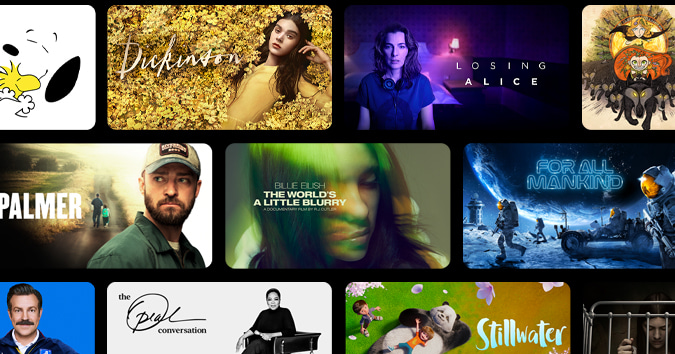 Dickinson
LOSING
ALICE
PALMER
BILLIE EILISH
THE WORLD'S
A LITTLE BLURRY
A DOCUMENTARY FILM BY R.J. CUTLER
FOR ALL
MANKIND
the
Oprah
conversation
Stillwater